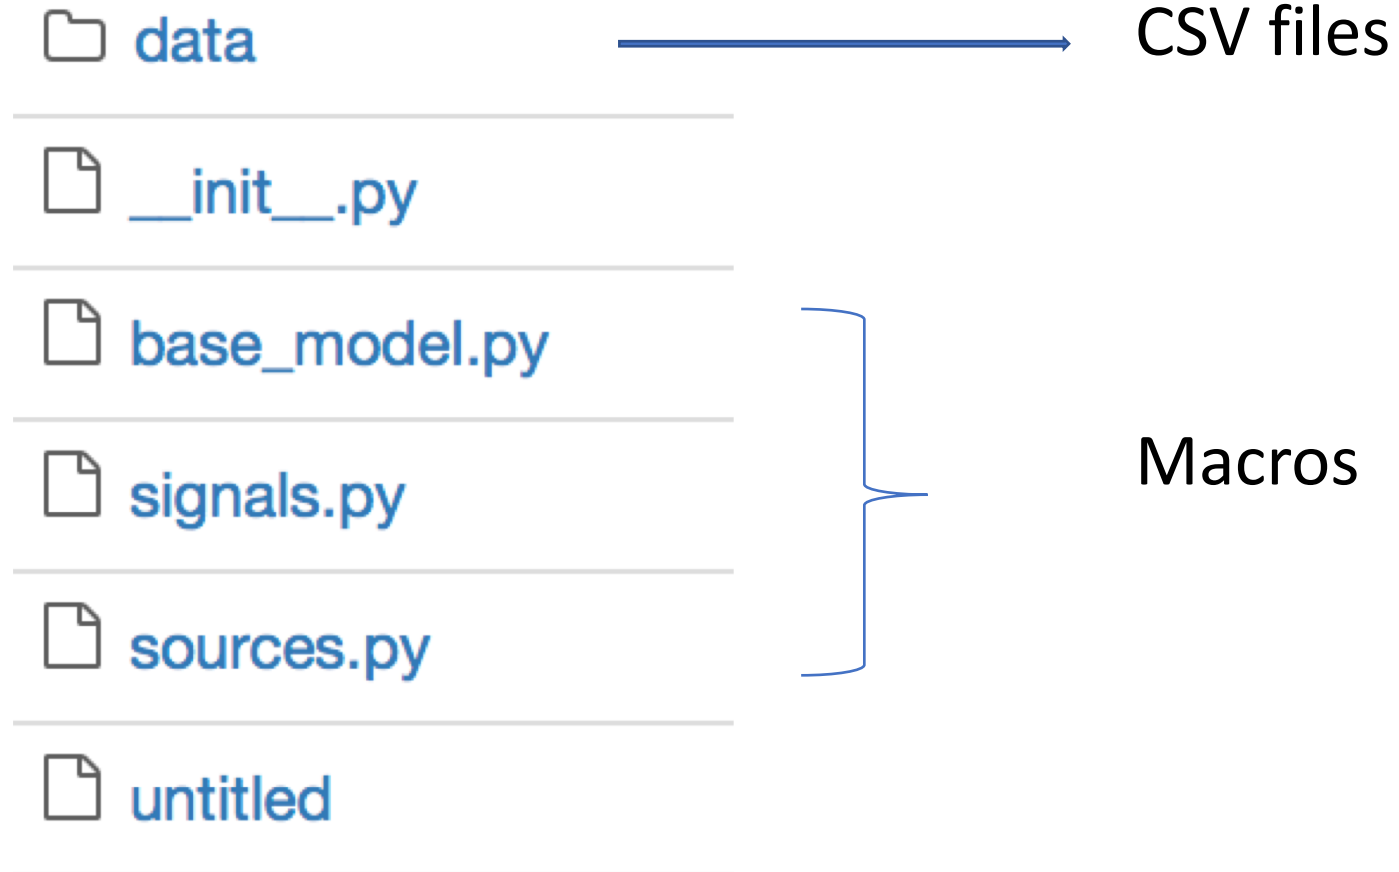 data
CSV files
__init__.py
base_model.py
signals.py
Macros
sources.py
untitled